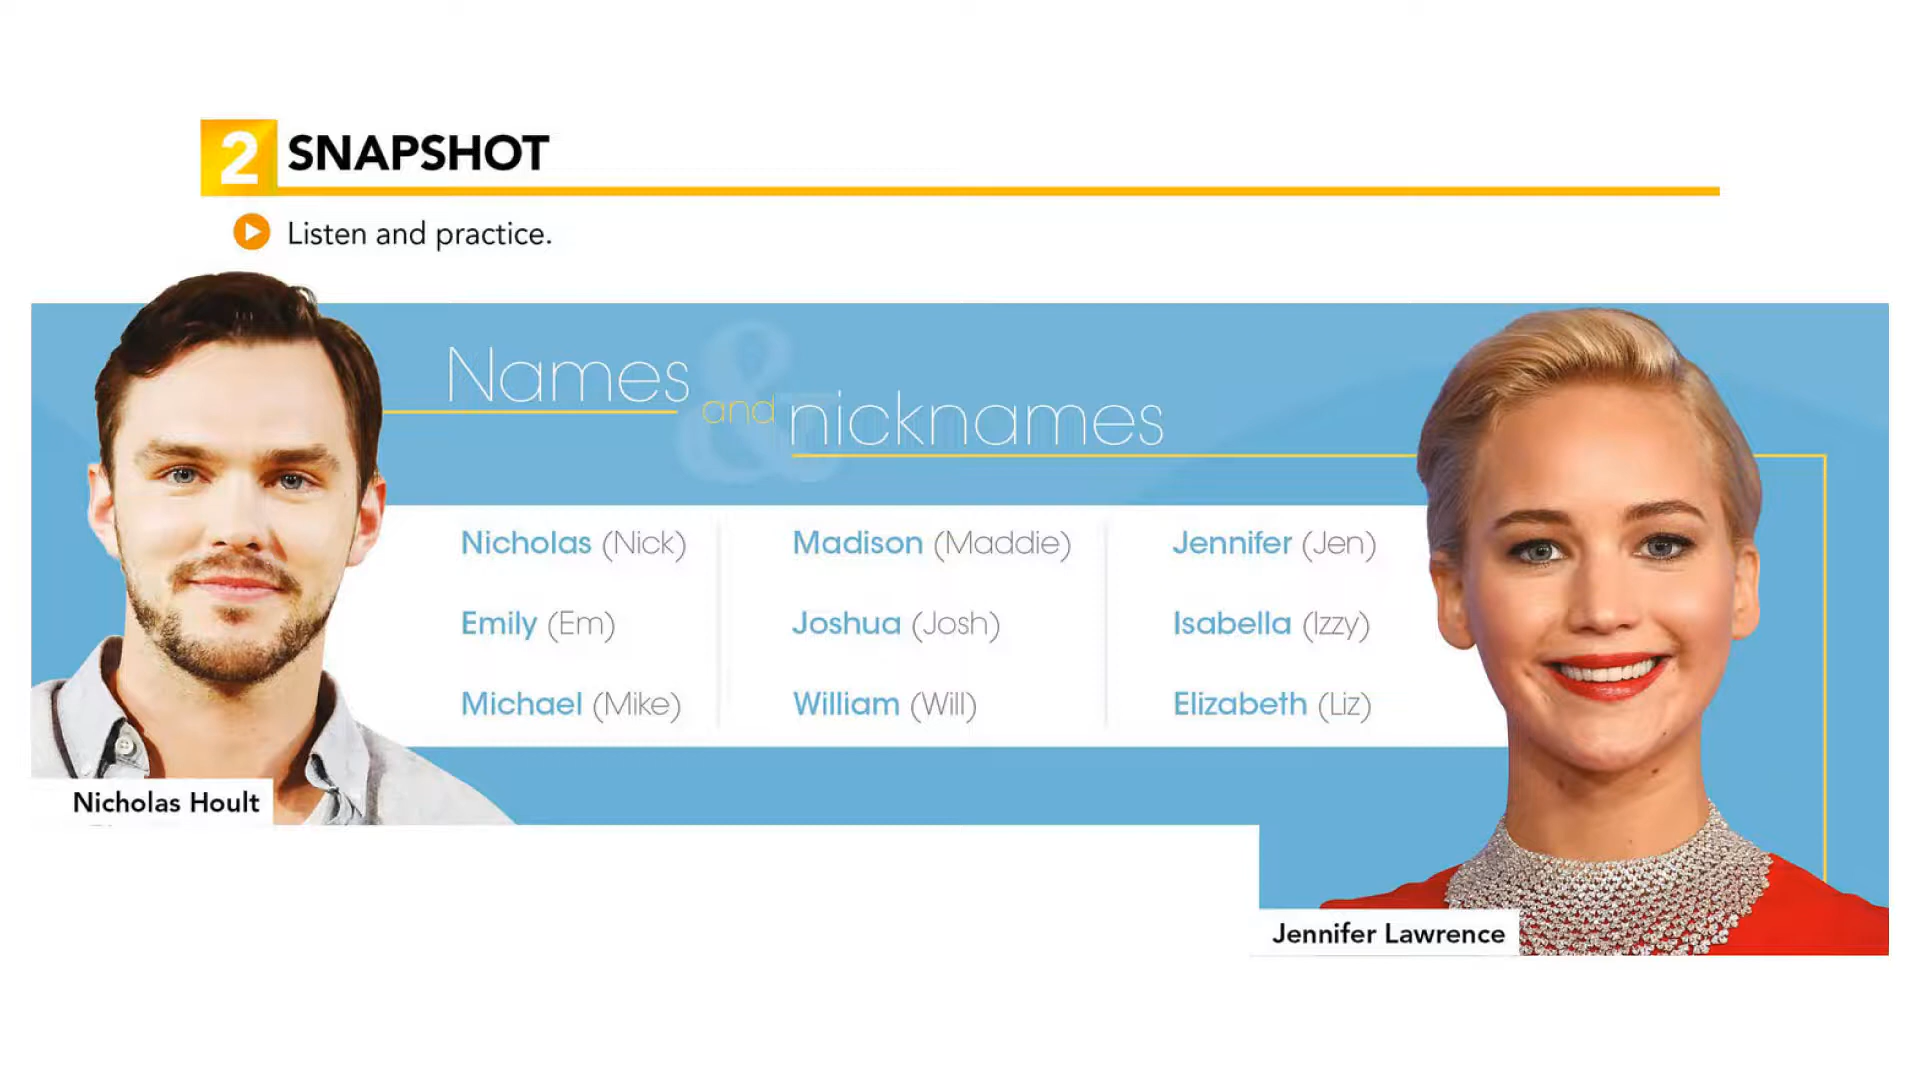 2 SNAPSHOT
Listen and practice.
Names
&
and
nicknames
Nicholas (Nick)
Emily (Em)
Michael (Mike)
Madison (Maddie)
Joshua (Josh)
William (Will)
Jennifer (Jen)
Isabella (Izzy)
Elizabeth (Liz)
Nicholas Hoult
Jennifer Lawrence